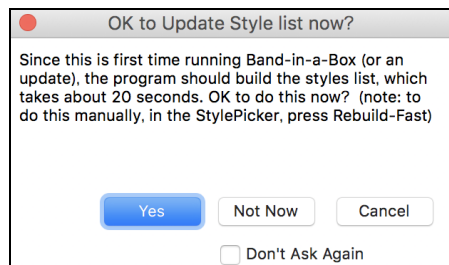 OK to Update Style list now?
Since this is first time running Band-in-a-Box (or an
update), the program should build the styles list, which
takes about 20 seconds. OK to do this now?  (note: to
do this manually, in the StylePicker, press Rebuild-Fast)
Yes Not Now Cancel
Don't Ask Again